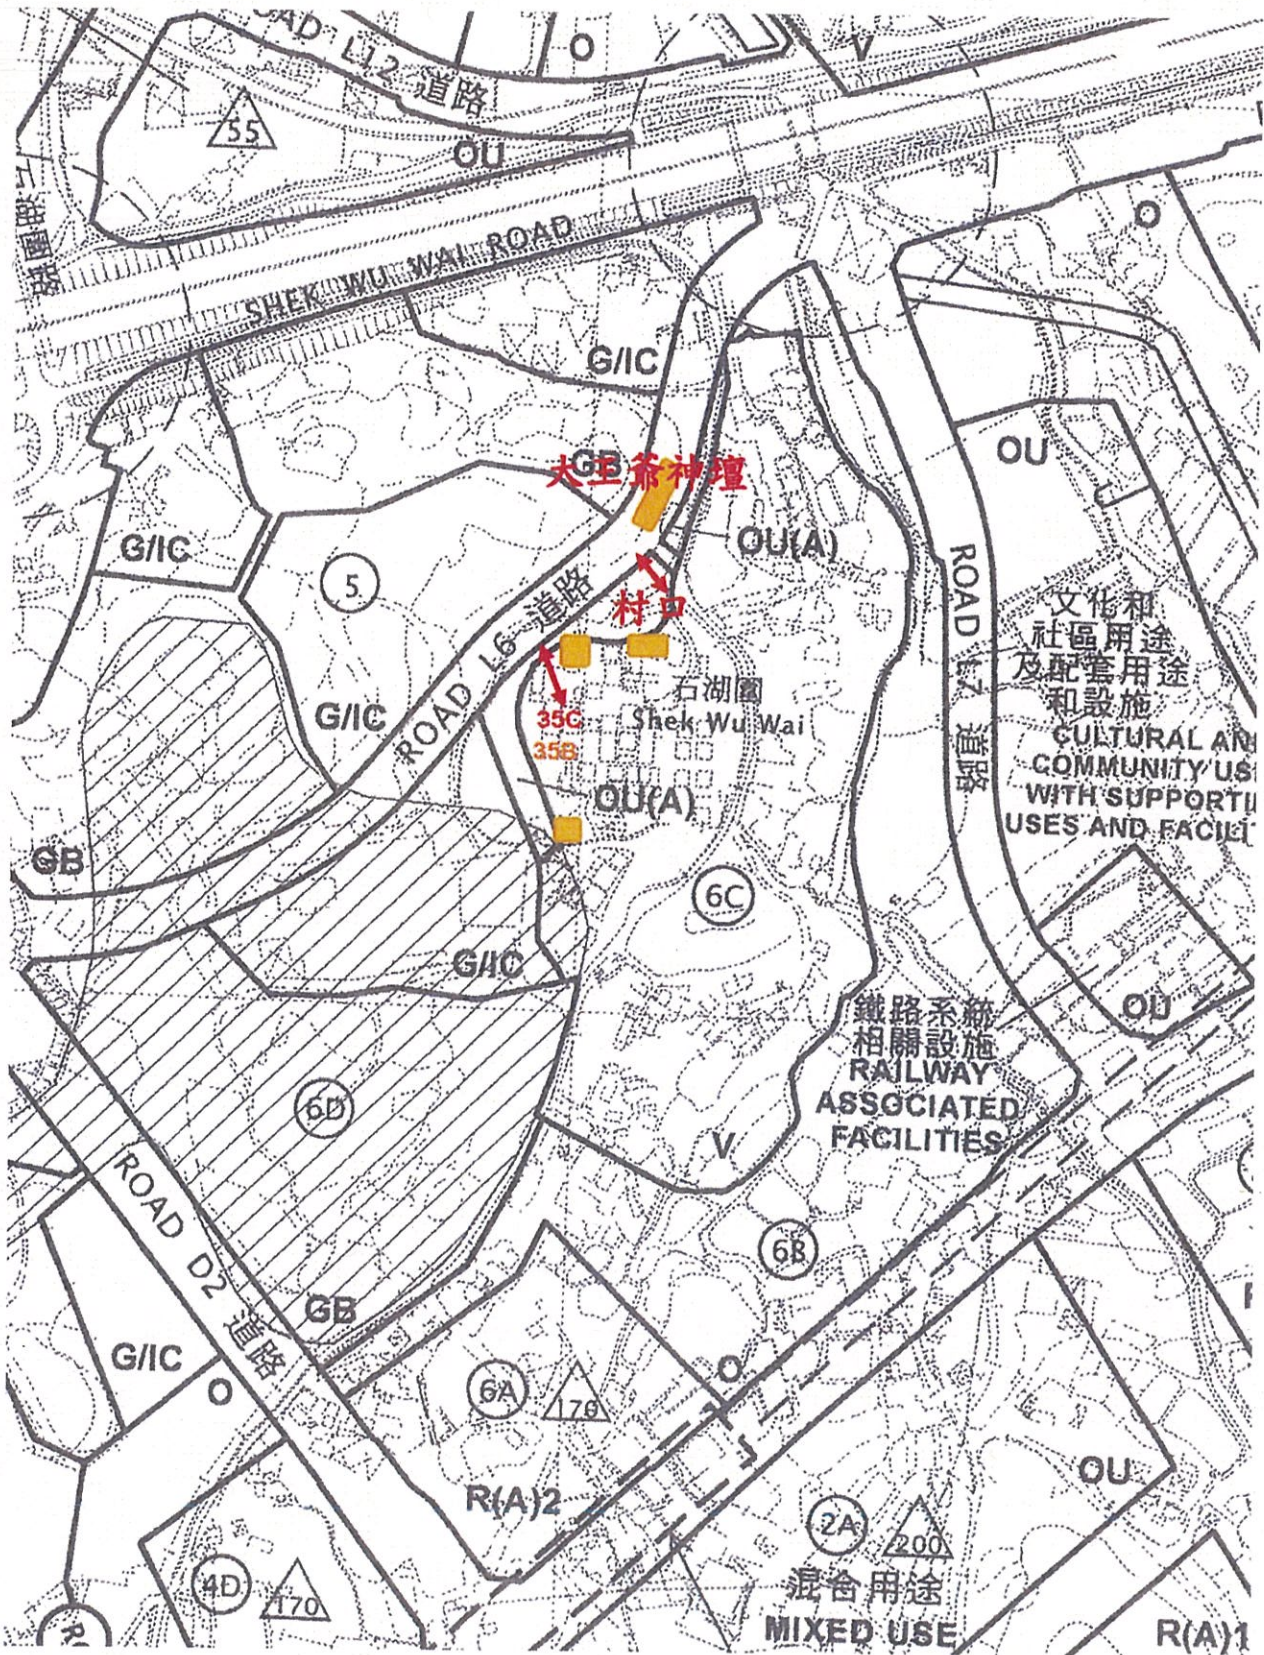 ROAD L12 道路
O
V
55
OU
石湖圍路
SHEK WU WAI ROAD
O
G/IC
OU
GB
大王爺神壇
G/IC
OU(A)
5
村口
ROAD L6 道路
ROAD L7 道路
文化和
社區用途
及配套用途
和設施
CULTURAL AN
COMMUNITY US
WITH SUPPORTI
USES AND FACILIT
石湖圍
Shek Wu Wai
G/IC
35C
35B
OU(A)
GB
6C
G/IC
OU
鐵路系統
相關設施
RAILWAY
ASSOCIATED
FACILITIES
6D
V
ROAD D2 道路
6B
GB
G/IC
O
O
6A
170
OU
R(A)2
2A
200
混合用途
MIXED USE
4D
170
R(A)1